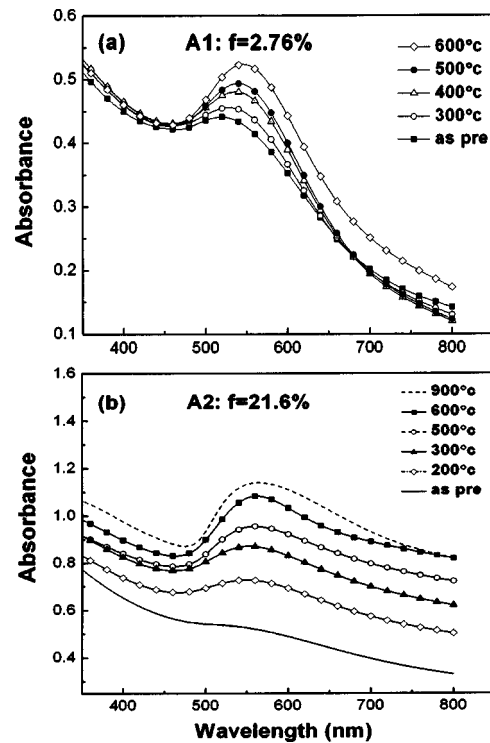 (a)
A1: f=2.76%
600°c
500°c
400°c
300°c
as pre
0.5
0.4
0.3
0.2
0.1
Absorbance
400 500 600 700 800
(b)
A2: f=21.6%
900°c
600°c
500°c
300°c
200°c
as pre
1.6
1.4
1.2
1.0
0.8
0.6
0.4
Absorbance
400 500 600 700 800
Wavelength (nm)